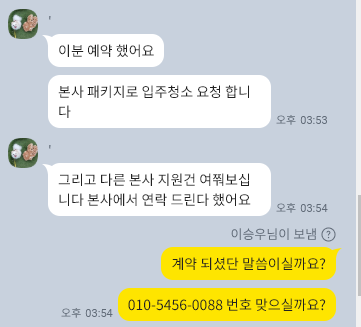 이분 예약 했어요
본사 패키지로 입주청소 요청 합니
다
오후 03:53
그리고 다른 본사 지원건 여쭤보십
니다 본사에서 연락 드린다 했어요
오후 03:54
이승우님이 보냄 ?
계약 되셨단 말씀이실까요?
010-5456-0088 번호 맞으실까요?
오후 03:54